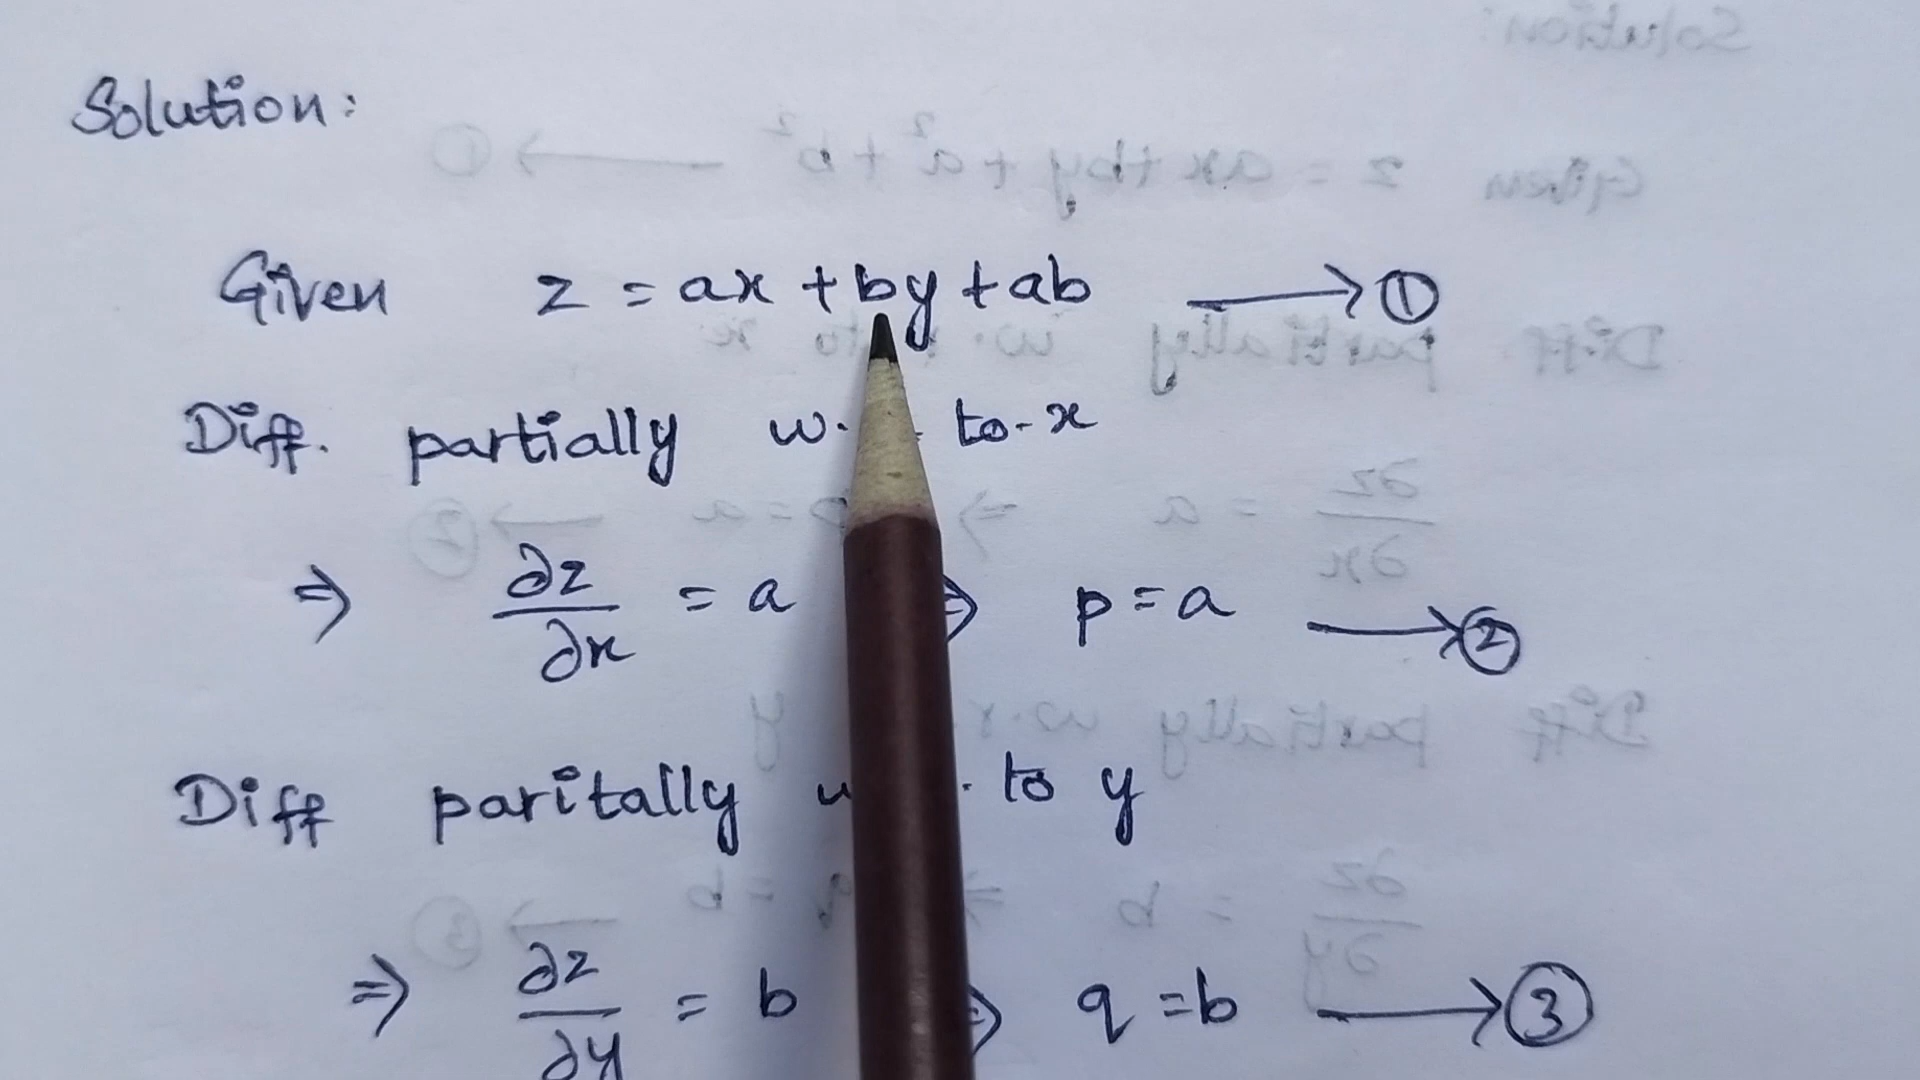 Solution:
Given z = ax + by + ab ⟶ ①
Diff. partially w. to. x
⇒ ∂z/∂x = a ⇒ p = a ⟶ ②
Diff paritally to y
⇒ ∂z/∂y = b ⇒ q = b ⟶ ③